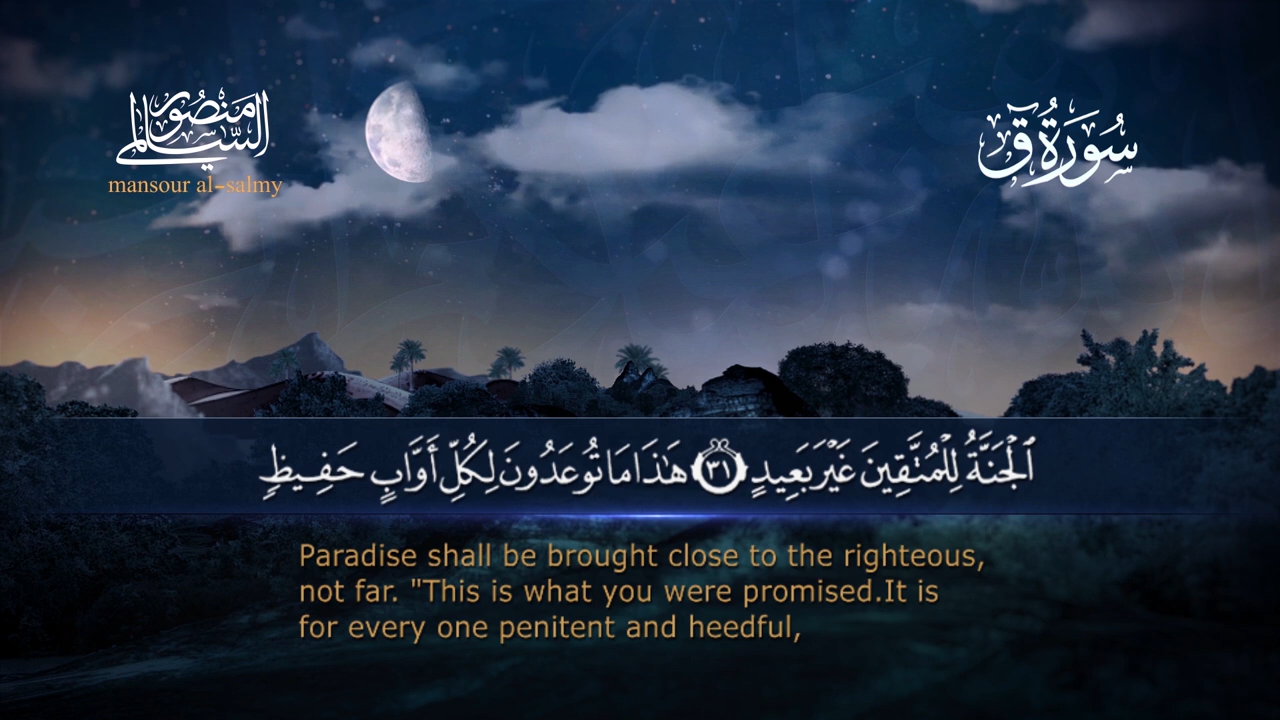 منصور السالمي
mansour al-salmy
سُورَةُ قٓ
ٱلْجَنَّةُ لِلْمُتَّقِينَ غَيْرَ بَعِيدٍ ٣١ هَٰذَا مَا تُوعَدُونَ لِكُلِّ أَوَّابٍ حَفِيظٍ
Paradise shall be brought close to the righteous,
not far. "This is what you were promised.It is
for every one penitent and heedful,